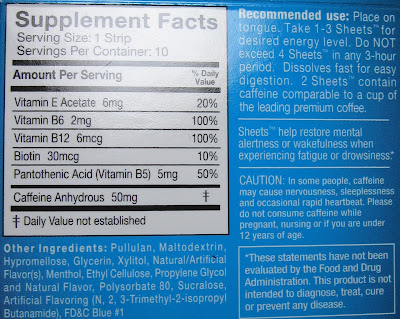 Supplement Facts
Serving Size: 1 Strip
Servings Per Container: 10
Amount Per Serving % Daily Value
Vitamin E Acetate 6mg 20%
Vitamin B6 2mg 100%
Vitamin B12 6mcg 100%
Biotin 30mcg 10%
Pantothenic Acid (Vitamin B5) 5mg 50%
Caffeine Anhydrous 50mg ‡
‡ Daily Value not established
Other Ingredients: Pullulan, Maltodextrin,
Hypromellose, Glycerin, Xylitol, Natural/Artificial
Flavor(s), Menthol, Ethyl Cellulose, Propylene Glycol
and Natural Flavor, Polysorbate 80, Sucralose,
Artificial Flavoring (N, 2, 3-Trimethyl-2-isopropyl
Butanamide), FD&C Blue #1
Recommended use: Place on
tongue. Take 1-3 Sheets™ for
desired energy level. Do NOT
exceed 4 Sheets™ in any 3-hour
period. Dissolves fast for easy
digestion. 2 Sheets™ contain
caffeine comparable to a cup of
the leading premium coffee.
Sheets™ help restore mental
alertness or wakefulness when
experiencing fatigue or drowsiness.*
CAUTION: In some people, caffeine
may cause nervousness, sleeplessness
and occasional rapid heartbeat. Please
do not consume caffeine while
pregnant, nursing or if you are under
12 years of age.
*These statements have not been
evaluated by the Food and Drug
Administration. This product is not
intended to diagnose, treat, cure
or prevent any disease.